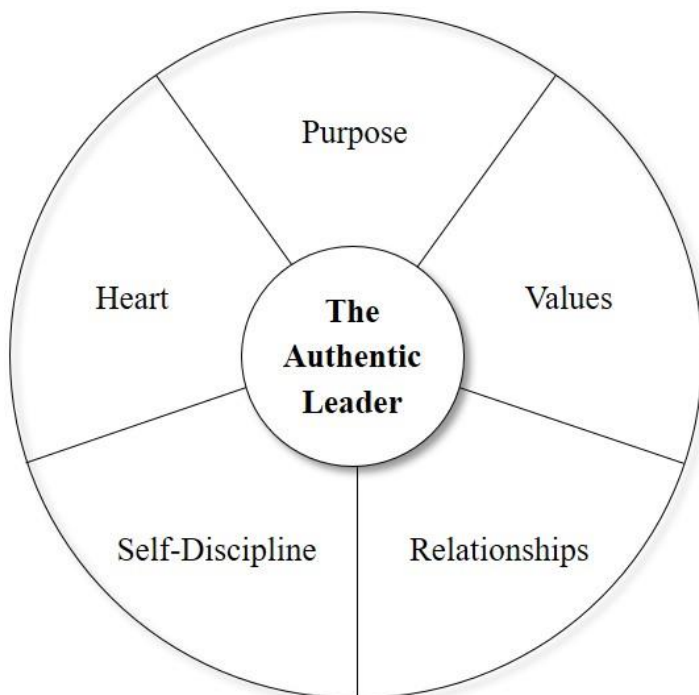 Purpose
Heart
The
Authentic
Leader
Values
Self-Discipline
Relationships